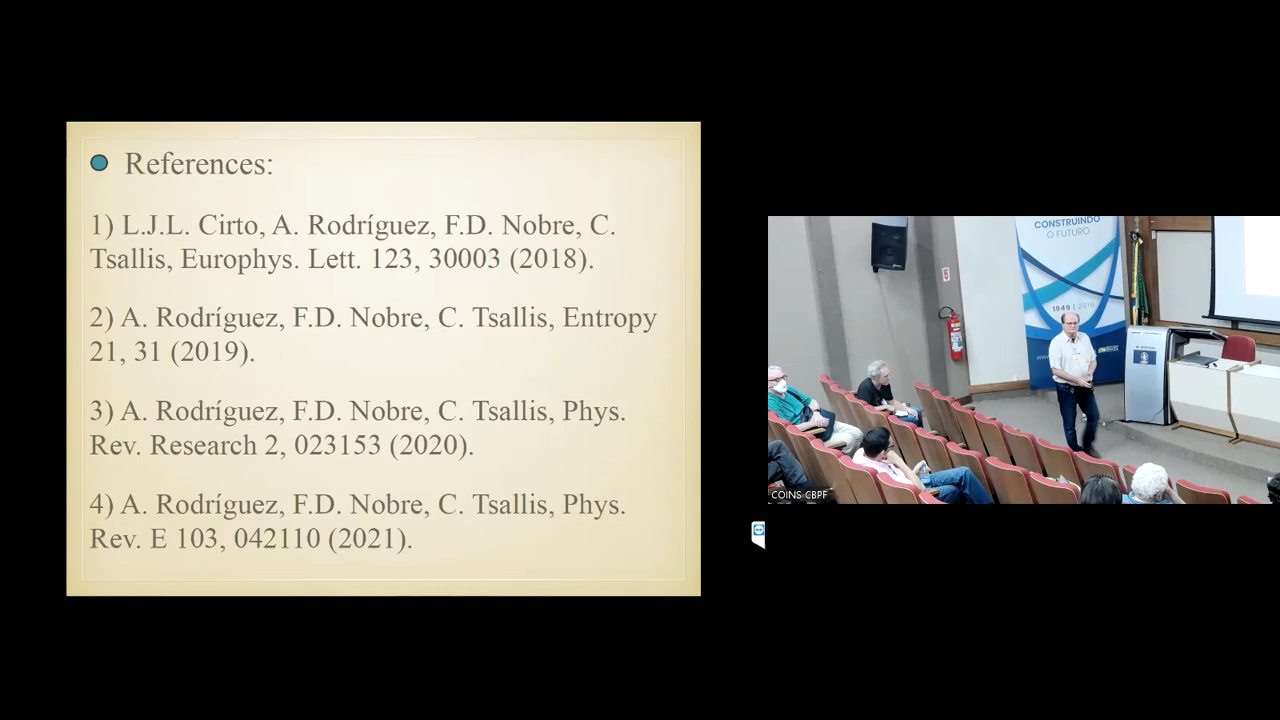 References:
1) L.J.L. Cirto, A. Rodríguez, F.D. Nobre, C.
Tsallis, Europhys. Lett. 123, 30003 (2018).
2) A. Rodríguez, F.D. Nobre, C. Tsallis, Entropy
21, 31 (2019).
3) A. Rodríguez, F.D. Nobre, C. Tsallis, Phys.
Rev. Research 2, 023153 (2020).
4) A. Rodríguez, F.D. Nobre, C. Tsallis, Phys.
Rev. E 103, 042110 (2021).
CONSTRUINDO
O FUTURO
1949 |
COINS CBPF